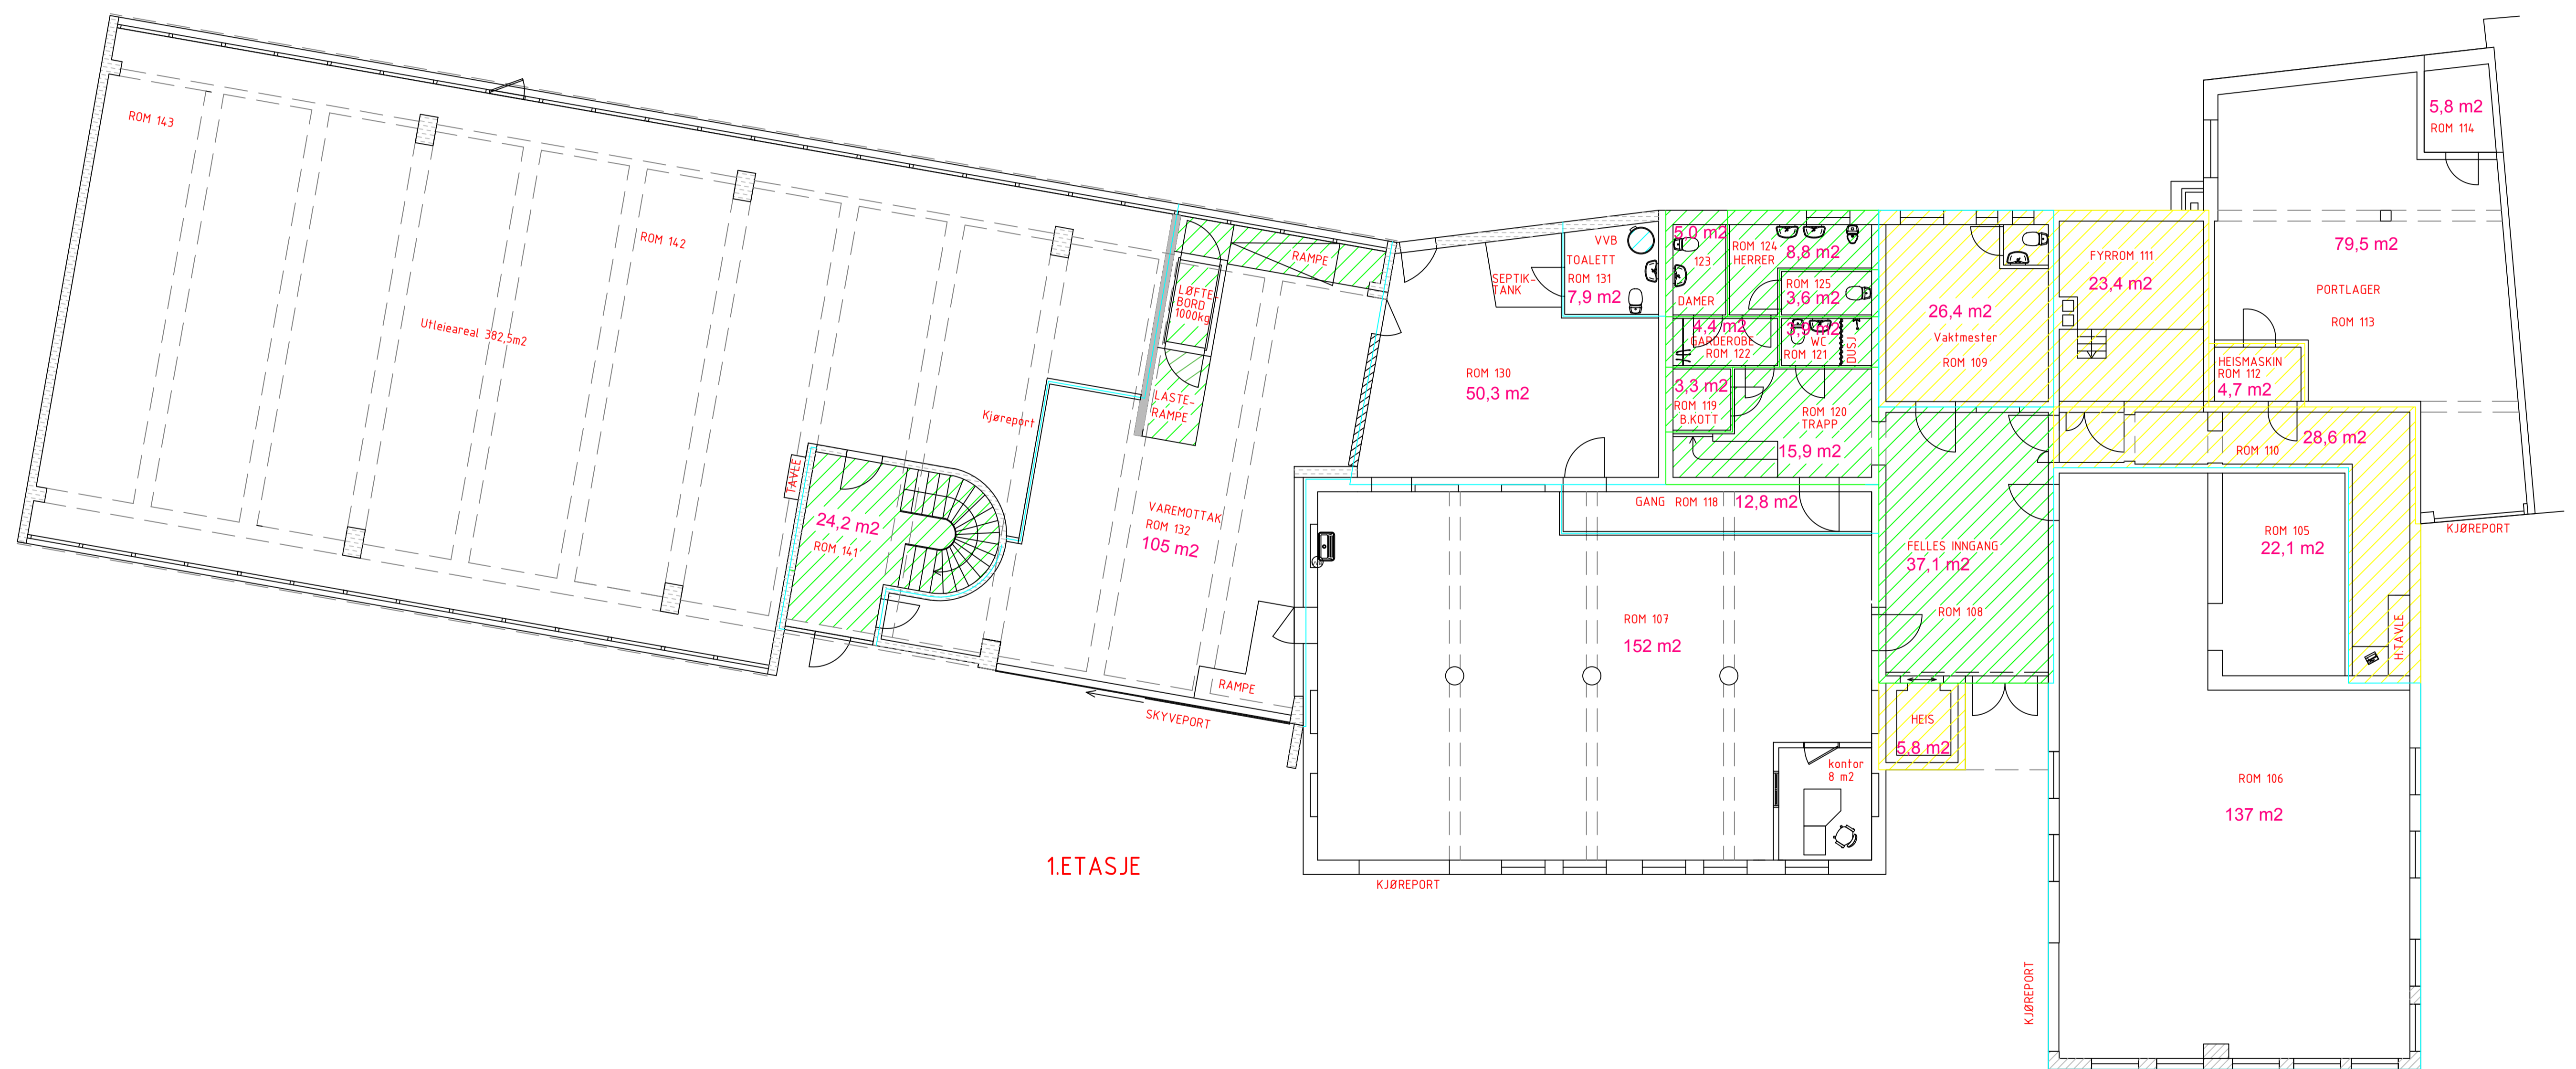 ROM 143
ROM 142
Utleieareal 382,5m2
TAVLE
24,2 m2
ROM 141
Kjøreport
LØFTE-
BORD
1000kg
RAMPE
LASTE-
RAMPE
VAREMOTTAK
ROM 132
105 m2
RAMPE
SKYVEPORT
1.ETASJE
SEPTIK-
TANK
VVB
TOALETT
ROM 131
7,9 m2
ROM 130
50,3 m2
5,0 m2
123
DAMER
ROM 124
HERRER
8,8 m2
ROM 125
3,6 m2
4,4 m2
GARDEROBE
ROM 122
3,9 m2
WC
ROM 121
DUSJ
3,3 m2
ROM 119
B.KOTT
ROM 120
TRAPP
15,9 m2
GANG ROM 118 12,8 m2
ROM 107
152 m2
kontor
8 m2
KJØREPORT
26,4 m2
Vaktmester
ROM 109
FYRROM 111
23,4 m2
FELLES INNGANG
37,1 m2
ROM 108
HEIS
5,8 m2
5,8 m2
ROM 114
79,5 m2
PORTLAGER
ROM 113
HEISMASKIN
ROM 112
4,7 m2
28,6 m2
ROM 110
KJØREPORT
ROM 105
22,1 m2
H.TAVLE
ROM 106
137 m2
KJØREPORT